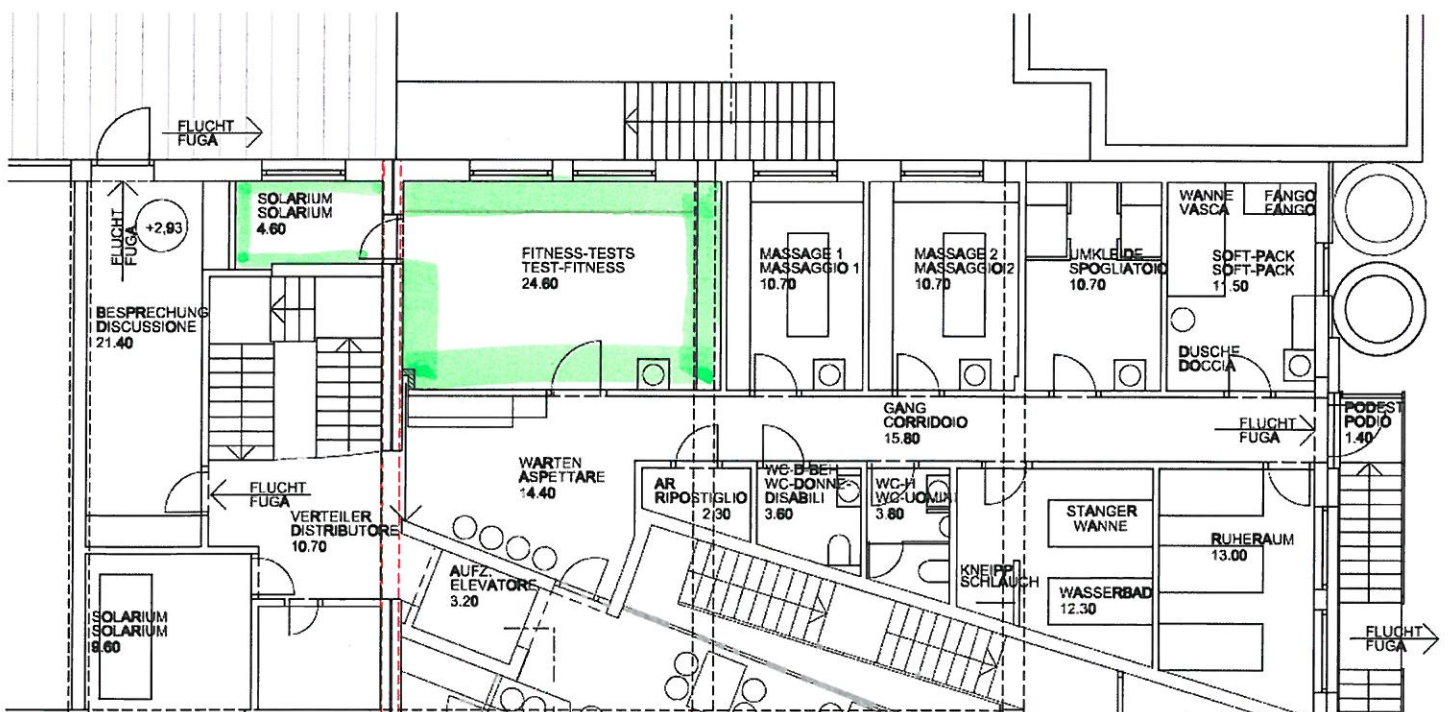 FLUCHT
FUGA
SOLARIUM
SOLARIUM
4.60
+2,93
FLUCHT
FUGA
BESPRECHUNG
DISCUSSIONE
21.40
FITNESS-TESTS
TEST-FITNESS
24.60
MASSAGE 1
MASSAGGIO 1
10.70
MASSAGE 2
MASSAGGIO 2
10.70
UMKLEIDE
SPOGLIATOIO
10.70
WANNE
VASCA
FANGO
FANGO
SOFT-PACK
SOFT-PACK
11.50
DUSCHE
DOCCIA
GANG
CORRIDOIO
15.80
FLUCHT
FUGA
PODEST
PODIO
1.40
FLUCHT
FUGA
VERTEILER
DISTRIBUTORE
10.70
WARTEN
ASPETTARE
14.40
AR
RIPOSTIGLIO
2.30
WC-D-BEH
WC-DONNE-
DISABILI
3.60
WC-H
WC-UOMINI
3.80
STANGER
WANNE
KNEIPP
SCHLAUCH
WASSERBAD
12.30
RUHERAUM
13.00
AUFZ.
ELEVATORE
3.20
SOLARIUM
SOLARIUM
9.60
FLUCHT
FUGA